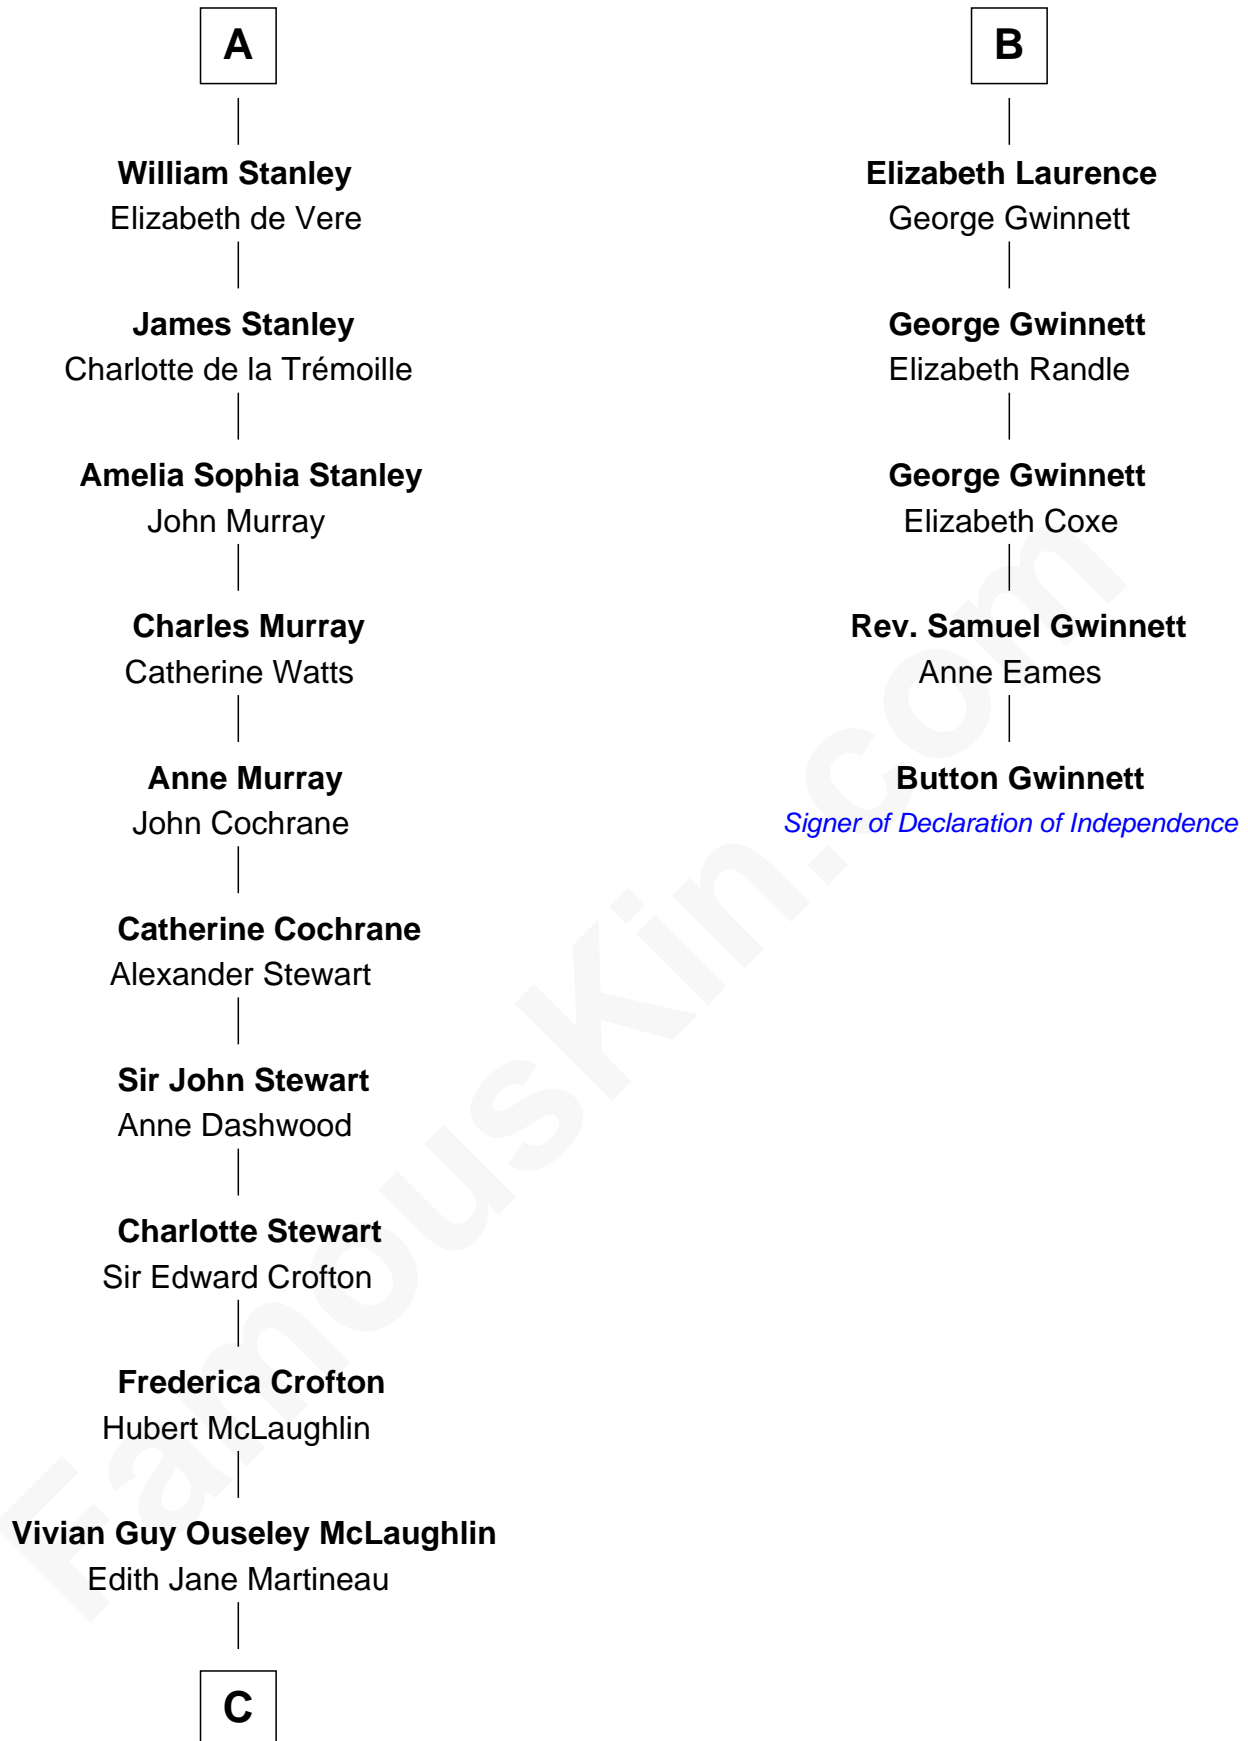 A
William Stanley
Elizabeth de Vere
James Stanley
Charlotte de la Trémoille
Amelia Sophia Stanley
John Murray
Charles Murray
Catherine Watts
Anne Murray
John Cochrane
Catherine Cochrane
Alexander Stewart
Sir John Stewart
Anne Dashwood
Charlotte Stewart
Sir Edward Crofton
Frederica Crofton
Hubert McLaughlin
Vivian Guy Ouseley McLaughlin
Edith Jane Martineau
C
B
Elizabeth Laurence
George Gwinnett
George Gwinnett
Elizabeth Randle
George Gwinnett
Elizabeth Coxe
Rev. Samuel Gwinnett
Anne Eames
Button Gwinnett
Signer of Declaration of Independence
FamousKin.com